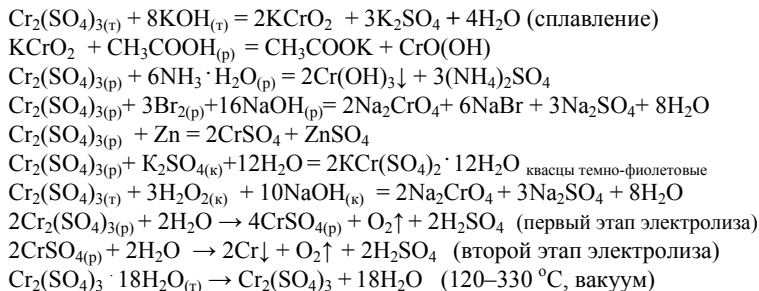 Cr₂(SO₄)₃₍т₎ + 8KOH₍т₎ = 2KCrO₂ + 3K₂SO₄ + 4H₂O (сплавление)
KCrO₂ + CH₃COOH₍р₎ = CH₃COOK + CrO(OH)
Cr₂(SO₄)₃₍р₎ + 6NH₃·H₂O₍р₎ = 2Cr(OH)₃↓ + 3(NH₄)₂SO₄
Cr₂(SO₄)₃₍р₎+ 3Br₂₍р₎+16NaOH₍р₎= 2Na₂CrO₄+ 6NaBr + 3Na₂SO₄+ 8H₂O
Cr₂(SO₄)₃₍р₎ + Zn = 2CrSO₄ + ZnSO₄
Cr₂(SO₄)₃₍р₎+ K₂SO₄₍к₎+12H₂O = 2KCr(SO₄)₂·12H₂O квасцы темно-фиолетовые
Cr₂(SO₄)₃₍т₎ + 3H₂O₂₍к₎ + 10NaOH₍к₎ = 2Na₂CrO₄ + 3Na₂SO₄ + 8H₂O
2Cr₂(SO₄)₃₍р₎ + 2H₂O → 4CrSO₄₍р₎ + O₂↑ + 2H₂SO₄ (первый этап электролиза)
2CrSO₄₍р₎ + 2H₂O → 2Cr↓ + O₂↑ + 2H₂SO₄ (второй этап электролиза)
Cr₂(SO₄)₃·18H₂O₍т₎ → Cr₂(SO₄)₃ + 18H₂O (120–330 °C, вакуум)